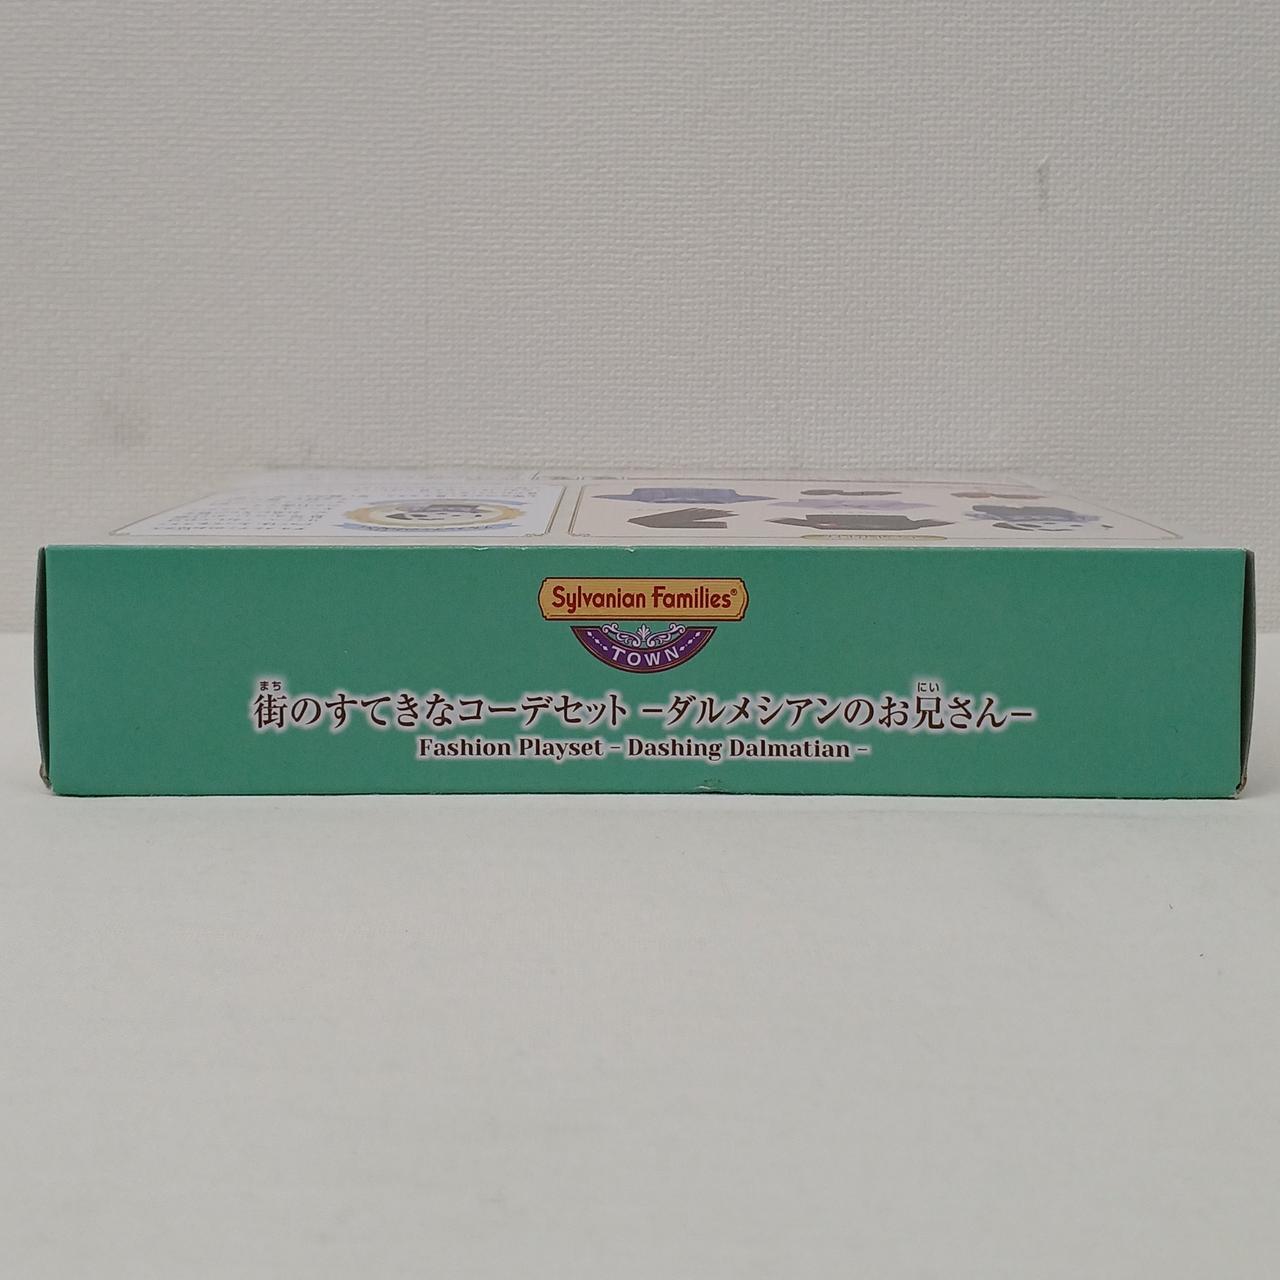 Sylvanian Families®
TOWN
街のすてきなコーデセット –ダルメシアンのお兄さん–
まち
にい
Fashion Playset – Dashing Dalmatian –